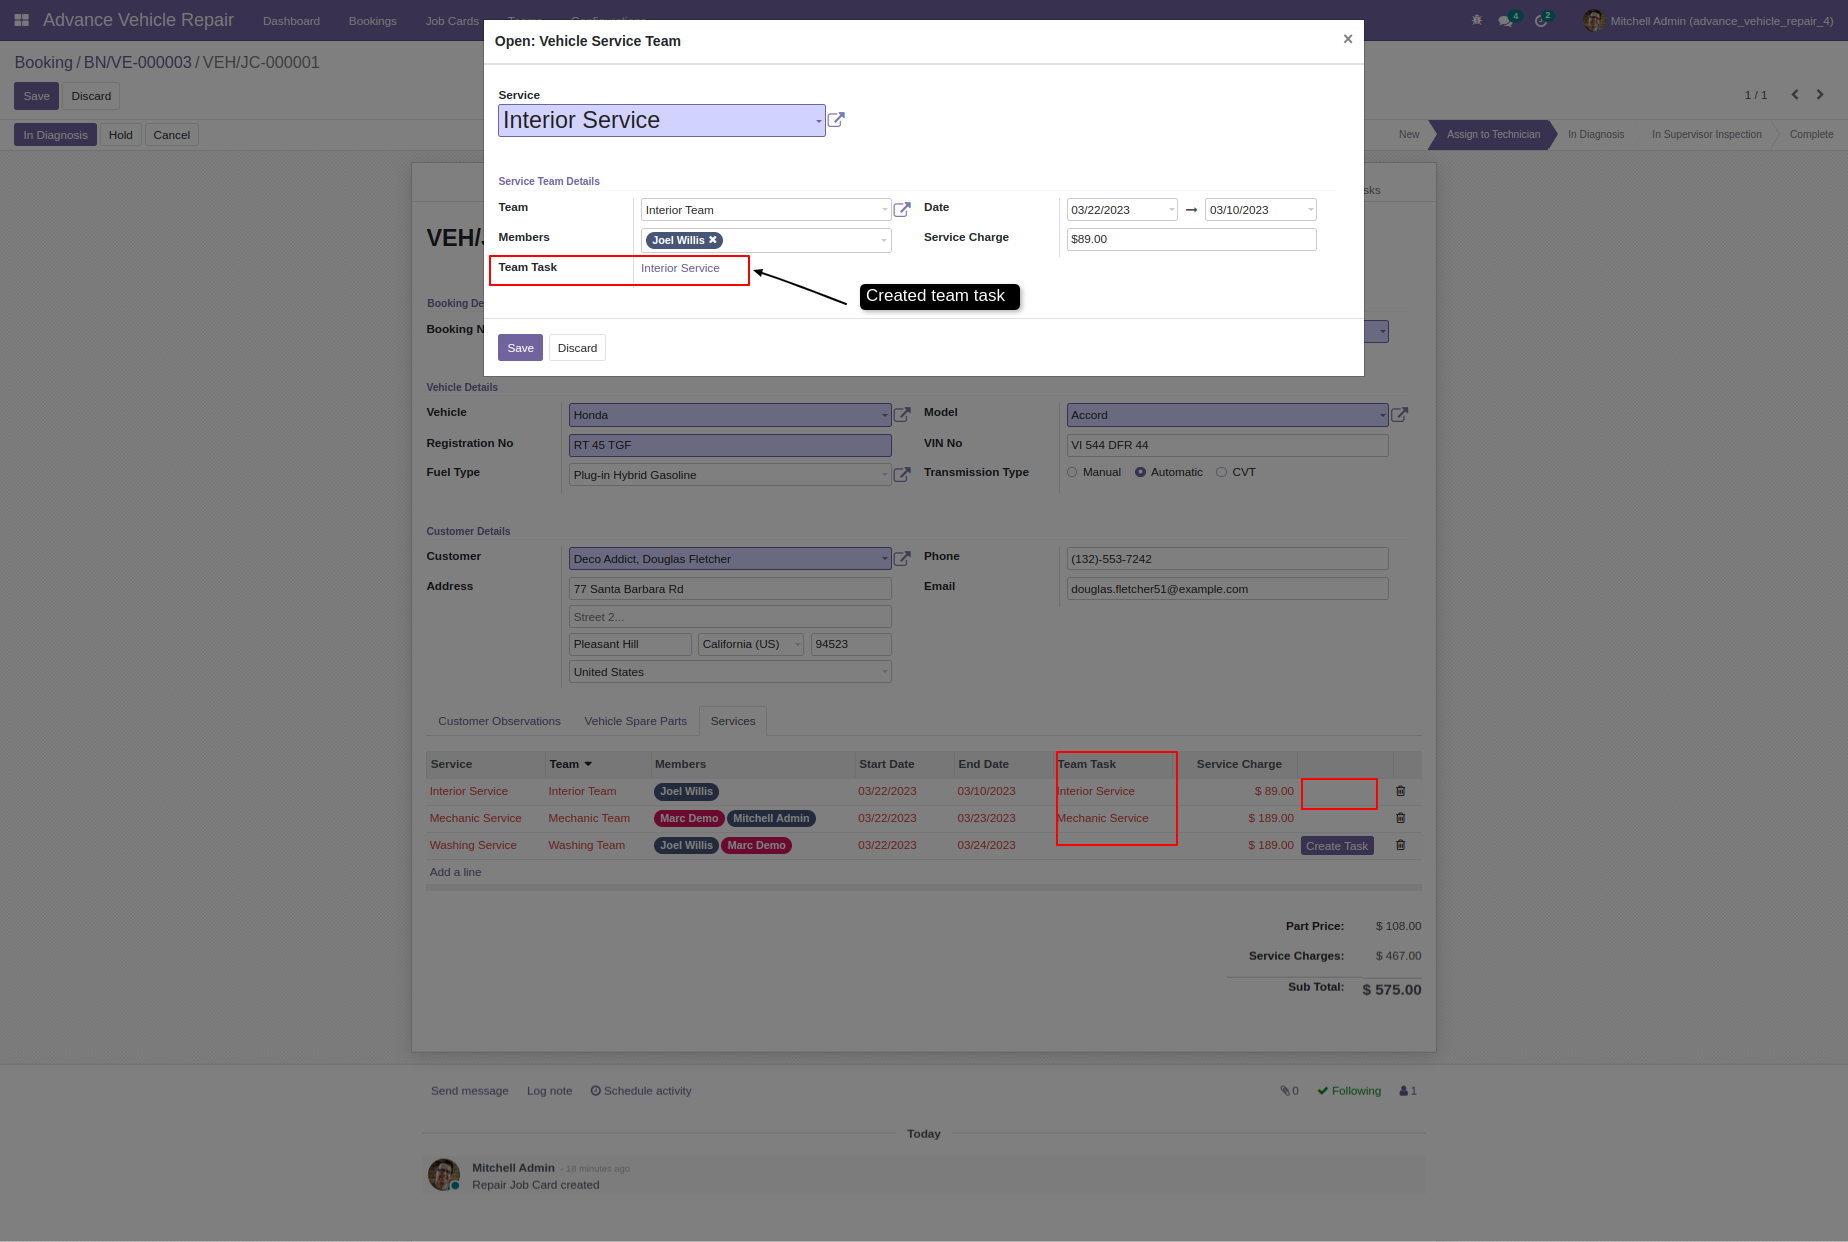 Advance Vehicle Repair Dashboard Bookings Job Cards Teams Configurations 4 2 Mitchell Admin (advance_vehicle_repair_4)
Open: Vehicle Service Team ×
Booking / BN/VE-000003 / VEH/JC-000001
Save Discard 1 / 1
Service
Interior Service
In Diagnosis Hold Cancel New Assign to Technician In Diagnosis In Supervisor Inspection Complete
Service Team Details
Team Interior Team Date 03/22/2023 → 03/10/2023
Members Joel Willis ✖ Service Charge $89.00
Team Task Interior Service
Created team task
Save Discard
sks
VEH/J
Booking De
Booking N
Vehicle Details
Vehicle Honda Model Accord
Registration No RT 45 TGF VIN No VI 544 DFR 44
Fuel Type Plug-in Hybrid Gasoline Transmission Type Manual Automatic CVT
Customer Details
Customer Deco Addict, Douglas Fletcher Phone (132)-553-7242
Address 77 Santa Barbara Rd Email douglas.fletcher51@example.com
Street 2...
Pleasant Hill California (US) 94523
United States
Customer Observations Vehicle Spare Parts Services
Service Team Members Start Date End Date Team Task Service Charge
Interior Service Interior Team Joel Willis 03/22/2023 03/10/2023 Interior Service $ 89.00
Mechanic Service Mechanic Team Marc Demo Mitchell Admin 03/22/2023 03/23/2023 Mechanic Service $ 189.00
Washing Service Washing Team Joel Willis Marc Demo 03/22/2023 03/24/2023 $ 189.00 Create Task
Add a line
Part Price: $ 108.00
Service Charges: $ 467.00
Sub Total: $ 575.00
Send message Log note Schedule activity 0 Following 1
Today
Mitchell Admin - 18 minutes ago
Repair Job Card created